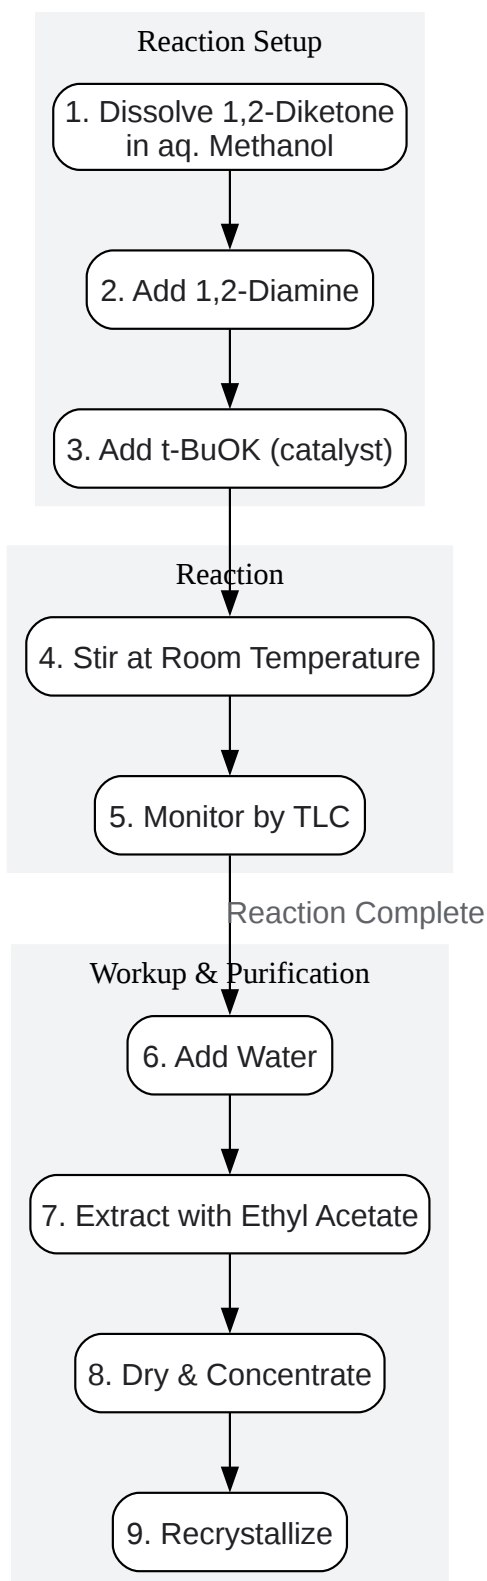 Reaction Setup
1. Dissolve 1,2-Diketone
in aq. Methanol
2. Add 1,2-Diamine
3. Add t-BuOK (catalyst)
Reaction
4. Stir at Room Temperature
5. Monitor by TLC
Reaction Complete
Workup & Purification
6. Add Water
7. Extract with Ethyl Acetate
8. Dry & Concentrate
9. Recrystallize